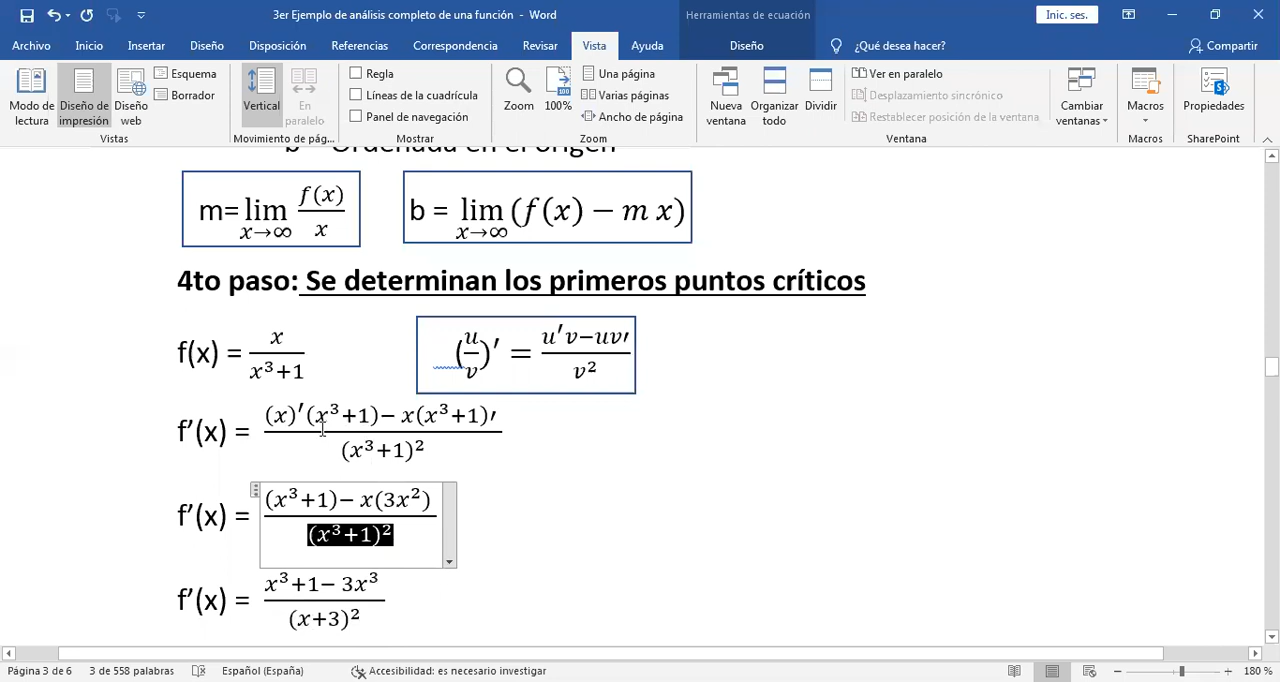 3er Ejemplo de análisis completo de una función - Word
Herramientas de ecuación
Inic. ses.
Archivo Inicio Insertar Diseño Disposición Referencias Correspondencia Revisar Vista Ayuda Diseño ¿Qué desea hacer? Compartir
Modo de lectura
Diseño de impresión
Diseño web
Esquema
Borrador
Vistas
Vertical
En paralelo
Movimiento de pág...
Regla
Líneas de la cuadrícula
Panel de navegación
Mostrar
Zoom
100%
Una página
Varias páginas
Ancho de página
Zoom
Nueva ventana
Organizar todo
Dividir
Ver en paralelo
Desplazamiento sincrónico
Restablecer posición de la ventana
Cambiar ventanas
Ventana
Macros
Macros
Propiedades
SharePoint
b = Ordenada en el origen
m= lim x→∞ f(x)/x b = lim x→∞ (f(x) − m x)
4to paso: Se determinan los primeros puntos críticos
f(x) = x/(x³+1) (u/v)′ = (u′v−uv′)/v²
f’(x) = ((x)′(x³+1)− x(x³+1)′)/(x³+1)²
f’(x) = ((x³+1)− x(3x²))/(x³+1)²
f’(x) = (x³+1− 3x³)/(x+3)²
Página 3 de 6 3 de 558 palabras Español (España) Accesibilidad: es necesario investigar 180 %